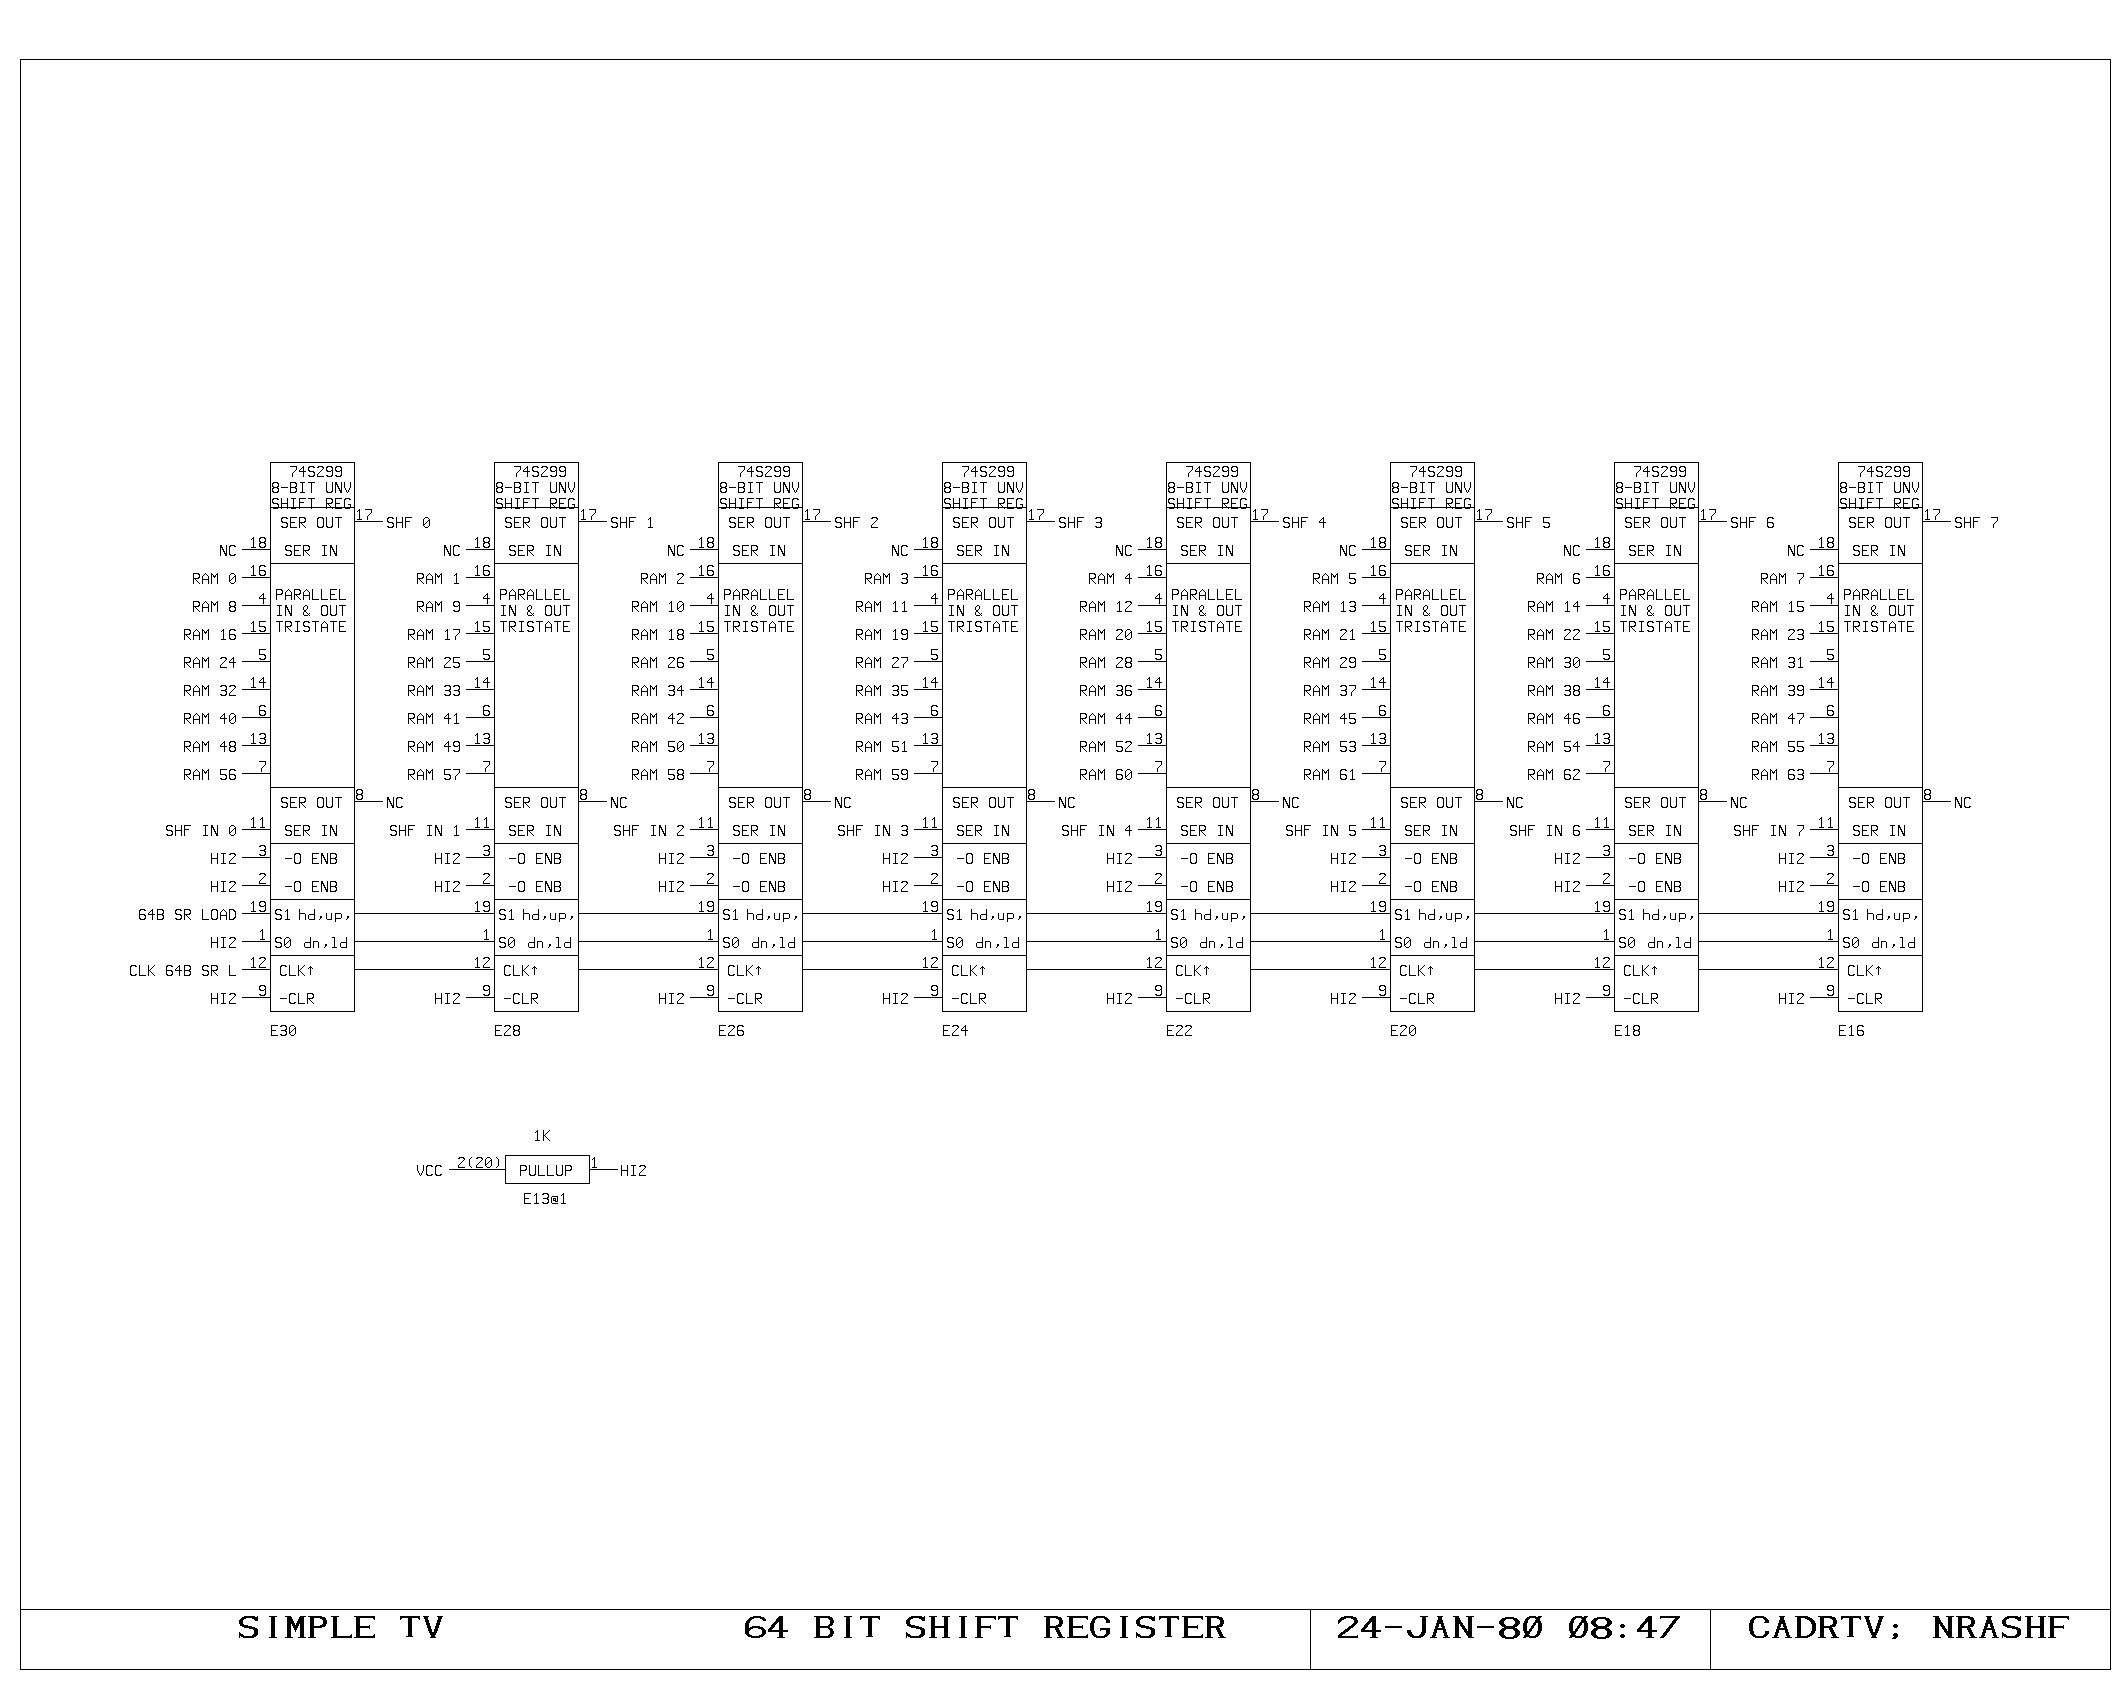 74S299 74S299 74S299 74S299 74S299 74S299 74S299 74S299
8-BIT UNV 8-BIT UNV 8-BIT UNV 8-BIT UNV 8-BIT UNV 8-BIT UNV 8-BIT UNV 8-BIT UNV
SHIFT REG SHIFT REG SHIFT REG SHIFT REG SHIFT REG SHIFT REG SHIFT REG SHIFT REG
SER OUT 17 SHF 0 SER OUT 17 SHF 1 SER OUT 17 SHF 2 SER OUT 17 SHF 3 SER OUT 17 SHF 4 SER OUT 17 SHF 5 SER OUT 17 SHF 6 SER OUT 17 SHF 7
NC 18 SER IN NC 18 SER IN NC 18 SER IN NC 18 SER IN NC 18 SER IN NC 18 SER IN NC 18 SER IN NC 18 SER IN
RAM 0 16 RAM 1 16 RAM 2 16 RAM 3 16 RAM 4 16 RAM 5 16 RAM 6 16 RAM 7 16
PARALLEL PARALLEL PARALLEL PARALLEL PARALLEL PARALLEL PARALLEL PARALLEL
RAM 8 4 IN & OUT RAM 9 4 IN & OUT RAM 10 4 IN & OUT RAM 11 4 IN & OUT RAM 12 4 IN & OUT RAM 13 4 IN & OUT RAM 14 4 IN & OUT RAM 15 4 IN & OUT
RAM 16 15 TRISTATE RAM 17 15 TRISTATE RAM 18 15 TRISTATE RAM 19 15 TRISTATE RAM 20 15 TRISTATE RAM 21 15 TRISTATE RAM 22 15 TRISTATE RAM 23 15 TRISTATE
RAM 24 5 RAM 25 5 RAM 26 5 RAM 27 5 RAM 28 5 RAM 29 5 RAM 30 5 RAM 31 5
RAM 32 14 RAM 33 14 RAM 34 14 RAM 35 14 RAM 36 14 RAM 37 14 RAM 38 14 RAM 39 14
RAM 40 6 RAM 41 6 RAM 42 6 RAM 43 6 RAM 44 6 RAM 45 6 RAM 46 6 RAM 47 6
RAM 48 13 RAM 49 13 RAM 50 13 RAM 51 13 RAM 52 13 RAM 53 13 RAM 54 13 RAM 55 13
RAM 56 7 RAM 57 7 RAM 58 7 RAM 59 7 RAM 60 7 RAM 61 7 RAM 62 7 RAM 63 7
SER OUT 8 NC SER OUT 8 NC SER OUT 8 NC SER OUT 8 NC SER OUT 8 NC SER OUT 8 NC SER OUT 8 NC SER OUT 8 NC
SHF IN 0 11 SER IN SHF IN 1 11 SER IN SHF IN 2 11 SER IN SHF IN 3 11 SER IN SHF IN 4 11 SER IN SHF IN 5 11 SER IN SHF IN 6 11 SER IN SHF IN 7 11 SER IN
HI2 3 -O ENB HI2 3 -O ENB HI2 3 -O ENB HI2 3 -O ENB HI2 3 -O ENB HI2 3 -O ENB HI2 3 -O ENB HI2 3 -O ENB
HI2 2 -O ENB HI2 2 -O ENB HI2 2 -O ENB HI2 2 -O ENB HI2 2 -O ENB HI2 2 -O ENB HI2 2 -O ENB HI2 2 -O ENB
64B SR LOAD 19 S1 hd,up, 19 S1 hd,up, 19 S1 hd,up, 19 S1 hd,up, 19 S1 hd,up, 19 S1 hd,up, 19 S1 hd,up, 19 S1 hd,up,
HI2 1 S0 dn,ld 1 S0 dn,ld 1 S0 dn,ld 1 S0 dn,ld 1 S0 dn,ld 1 S0 dn,ld 1 S0 dn,ld 1 S0 dn,ld
CLK 64B SR L 12 CLK↑ 12 CLK↑ 12 CLK↑ 12 CLK↑ 12 CLK↑ 12 CLK↑ 12 CLK↑ 12 CLK↑
HI2 9 -CLR HI2 9 -CLR HI2 9 -CLR HI2 9 -CLR HI2 9 -CLR HI2 9 -CLR HI2 9 -CLR HI2 9 -CLR
E30 E28 E26 E24 E22 E20 E18 E16
1K
VCC 2(20) PULLUP 1 HI2
E13@1
SIMPLE TV 64 BIT SHIFT REGISTER 24-JAN-8Ø Ø8:47 CADRTV; NRASHF